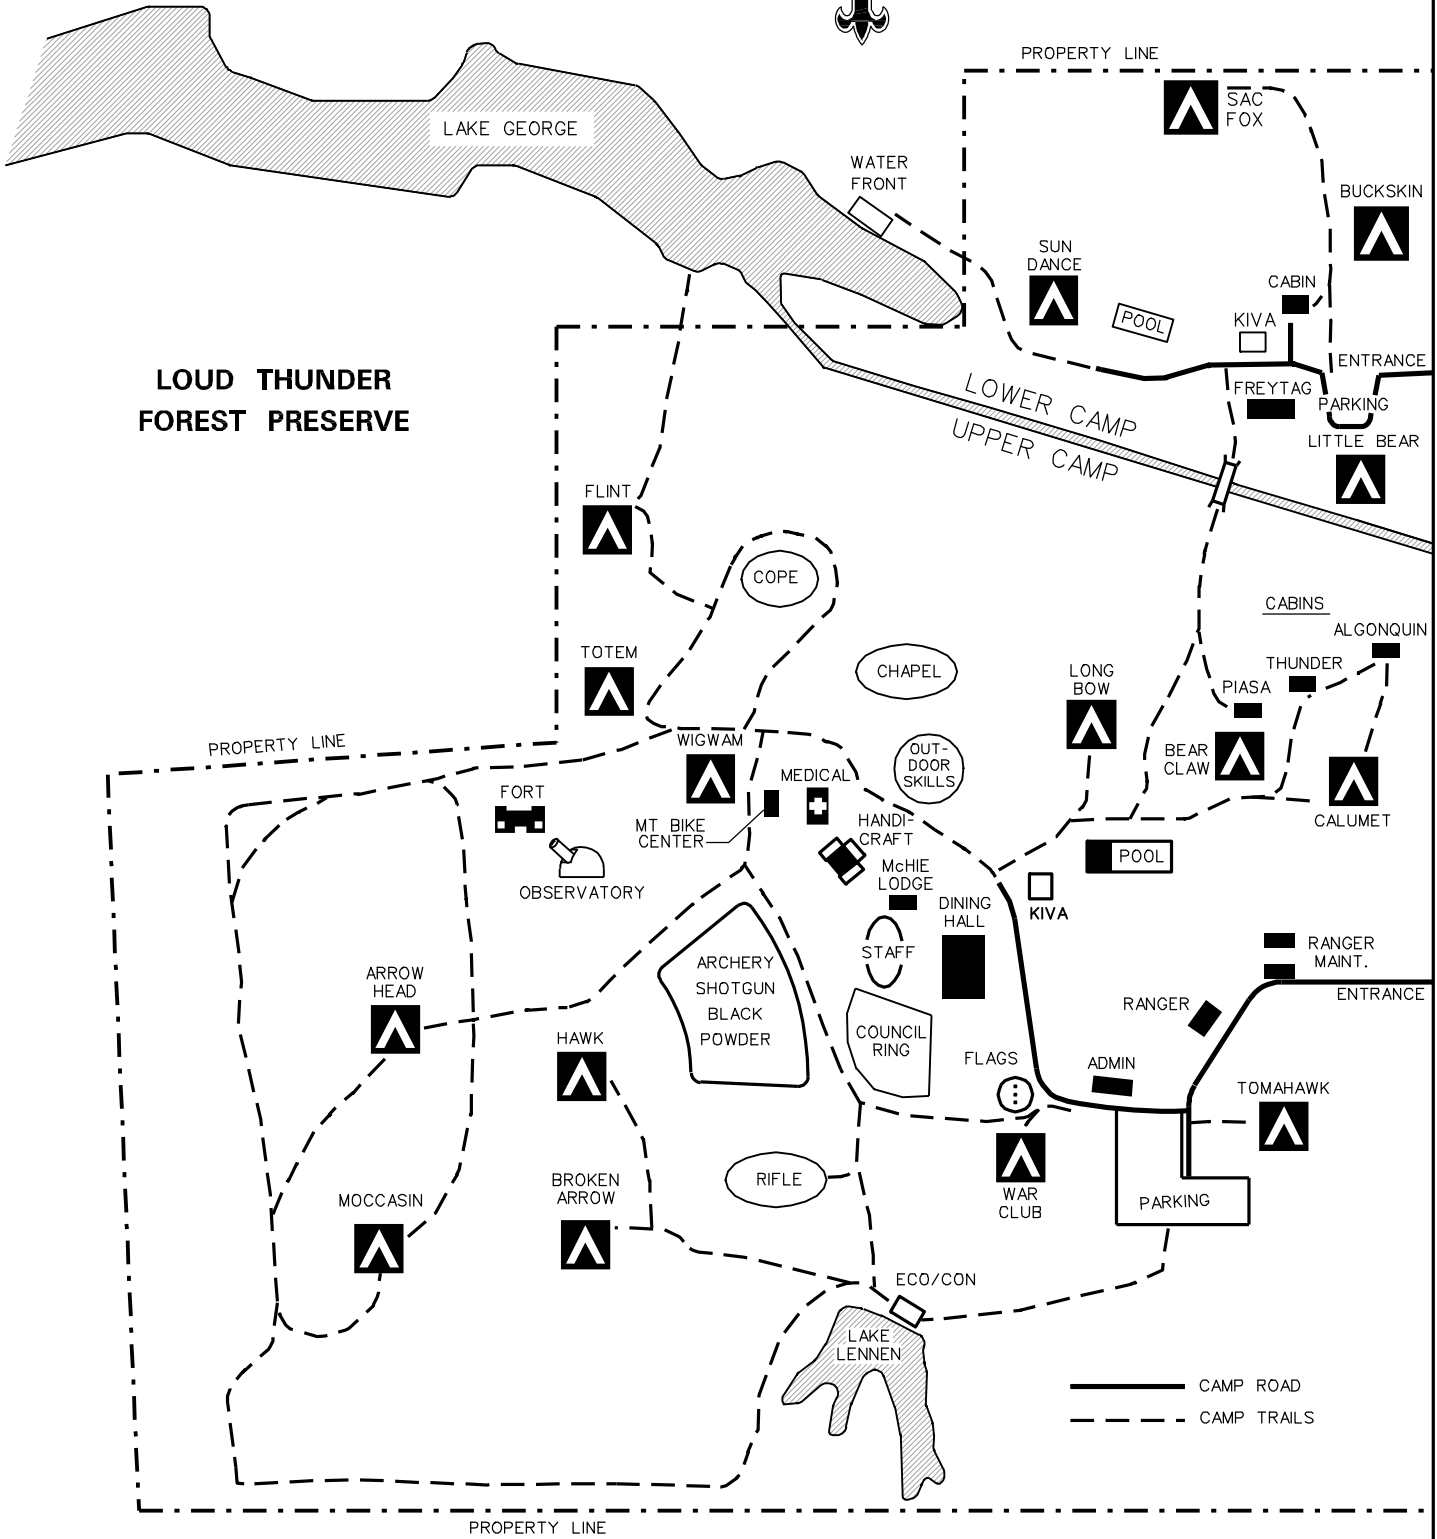 PROPERTY LINE
SAC
FOX
LAKE GEORGE
WATER
FRONT
BUCKSKIN
SUN
DANCE
CABIN
POOL
KIVA
ENTRANCE
LOUD THUNDER
FOREST PRESERVE
FREYTAG
PARKING
LOWER CAMP
UPPER CAMP
LITTLE BEAR
FLINT
COPE
CABINS
ALGONQUIN
TOTEM
CHAPEL
LONG
BOW
THUNDER
PIASA
PROPERTY LINE
WIGWAM
OUT-
DOOR
SKILLS
BEAR
CLAW
MEDICAL
FORT
MT BIKE
CENTER
HANDI-
CRAFT
CALUMET
POOL
OBSERVATORY
McHIE
LODGE
DINING
HALL
KIVA
STAFF
RANGER
MAINT.
ARCHERY
SHOTGUN
BLACK
POWDER
ARROW
HEAD
ENTRANCE
RANGER
HAWK
COUNCIL
RING
FLAGS
ADMIN
TOMAHAWK
BROKEN
ARROW
RIFLE
MOCCASIN
WAR
CLUB
PARKING
ECO/CON
LAKE
LENNEN
CAMP ROAD
CAMP TRAILS
PROPERTY LINE